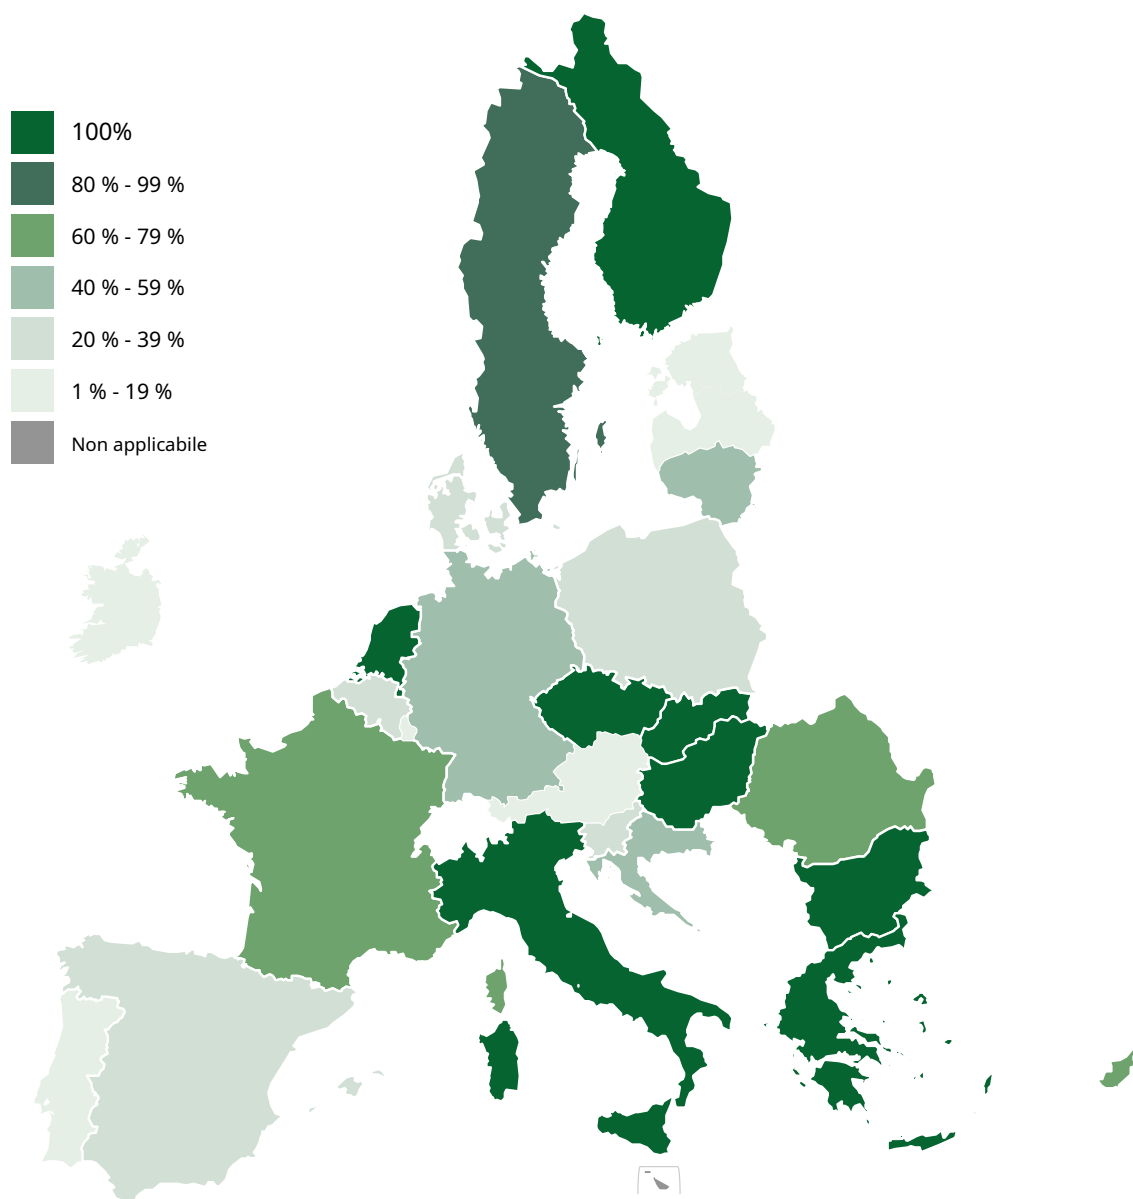 100%
80 % - 99 %
60 % - 79 %
40 % - 59 %
20 % - 39 %
1 % - 19 %
Non applicabile